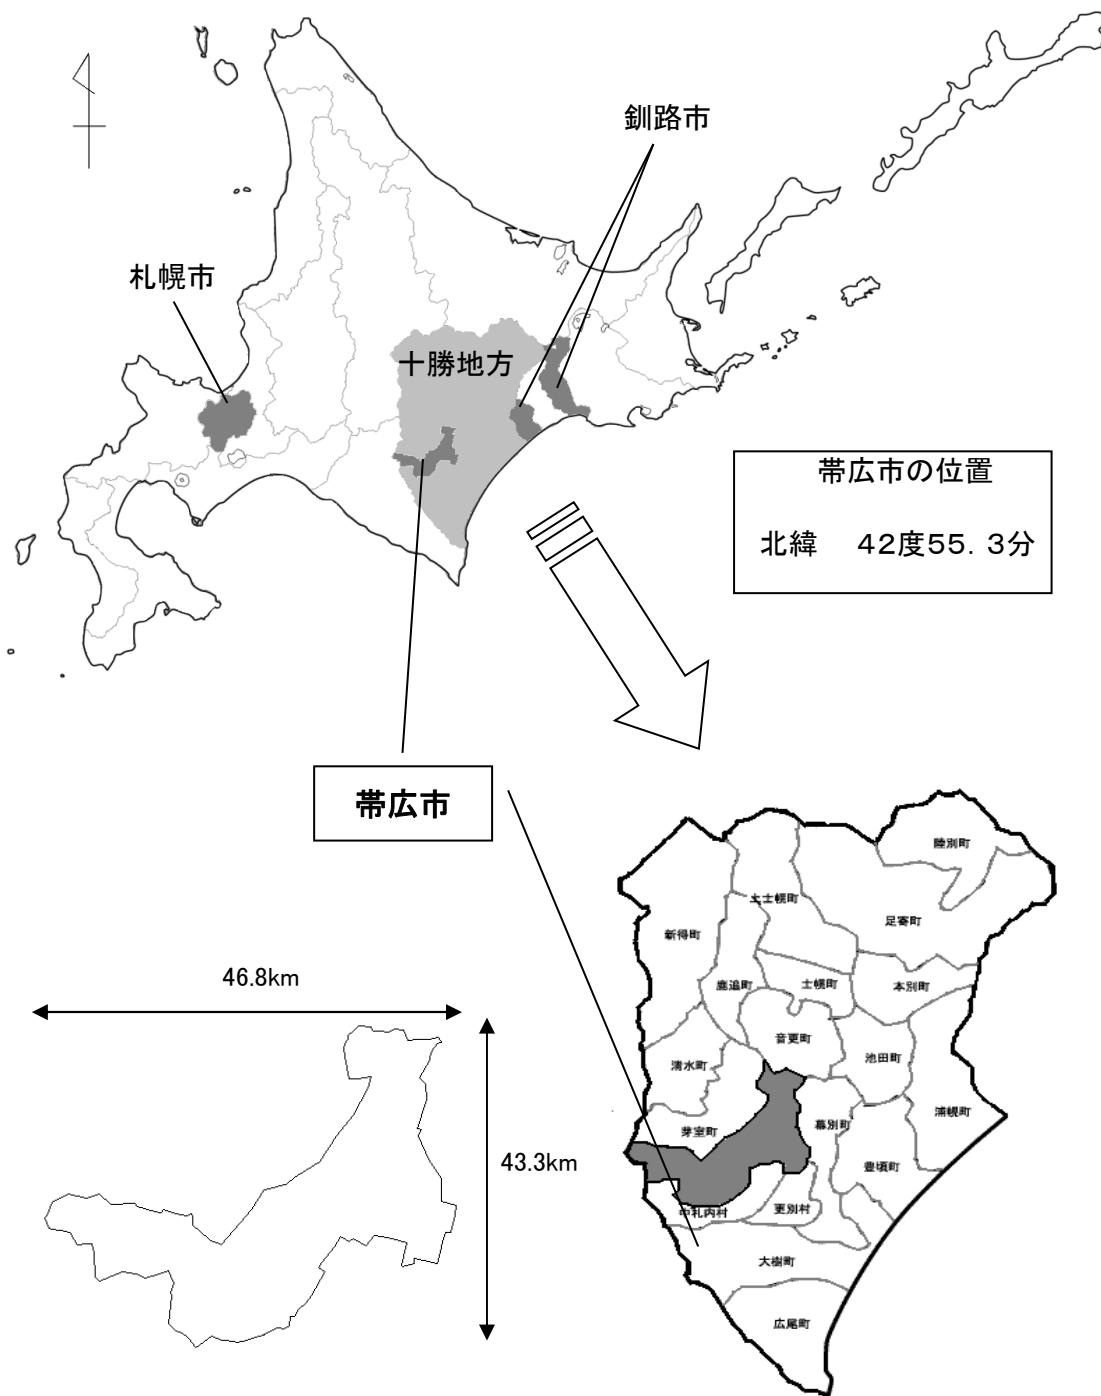 釧路市
札幌市
十勝地方
帯広市の位置
北緯 42度55.3分
帯広市
陸別町
上士幌町
足寄町
新得町
鹿追町
士幌町
本別町
46.8km
音更町
池田町
清水町
浦幌町
芽室町
幕別町
43.3km
豊頃町
中札内村
更別村
大樹町
広尾町